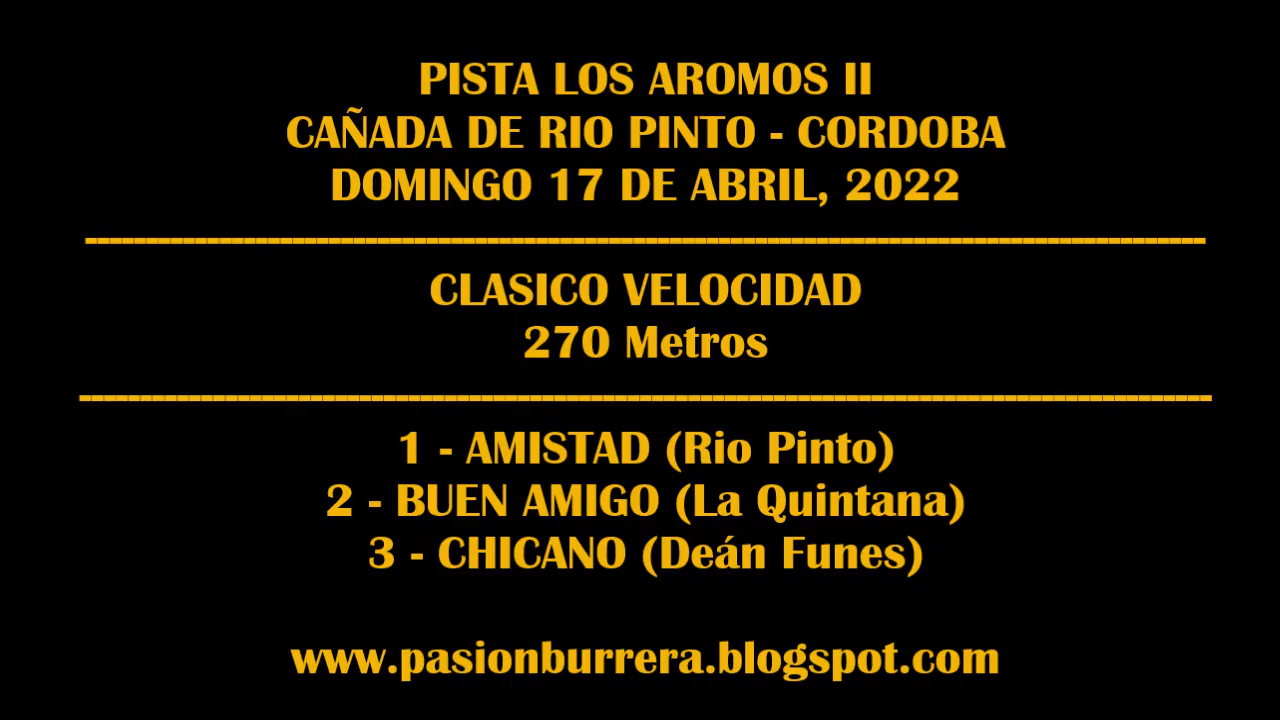 PISTA LOS AROMOS II
CAÑADA DE RIO PINTO - CORDOBA
DOMINGO 17 DE ABRIL, 2022
CLASICO VELOCIDAD
270 Metros
1 - AMISTAD (Rio Pinto)
2 - BUEN AMIGO (La Quintana)
3 - CHICANO (Deán Funes)
www.pasionburrera.blogspot.com